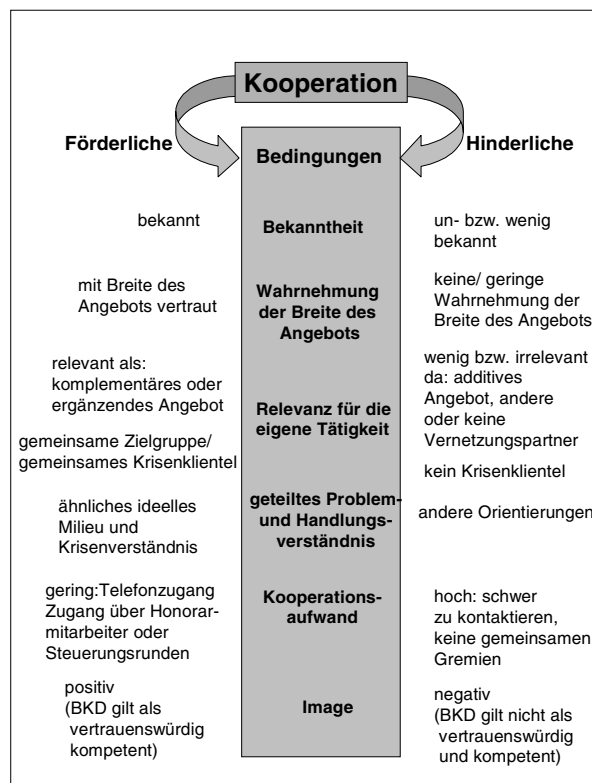 Kooperation
Förderliche
Hinderliche
Bedingungen
bekannt
Bekanntheit
un- bzw. wenig
bekannt
mit Breite des
Angebots vertraut
Wahrnehmung
der Breite des
Angebots
keine/ geringe
Wahrnehmung der
Breite des Angebots
relevant als:
komplementäres oder
ergänzendes Angebot
gemeinsame Zielgruppe/
gemeinsames Krisenklientel
Relevanz für die
eigene Tätigkeit
wenig bzw. irrelevant
da: additives
Angebot, andere
oder keine
Vernetzungspartner
kein Krisenklientel
ähnliches ideelles
Milieu und
Krisenverständnis
geteiltes Problem-
und Handlungs-
verständnis
andere Orientierungen
gering:Telefonzugang
Zugang über Honorar-
mitarbeiter oder
Steuerungsrunden
Kooperations-
aufwand
hoch: schwer
zu kontaktieren,
keine gemeinsamen
Gremien
positiv
(BKD gilt als
vertrauenswürdig
kompetent)
Image
negativ
(BKD gilt nicht als
vertrauenswürdig
und kompetent)